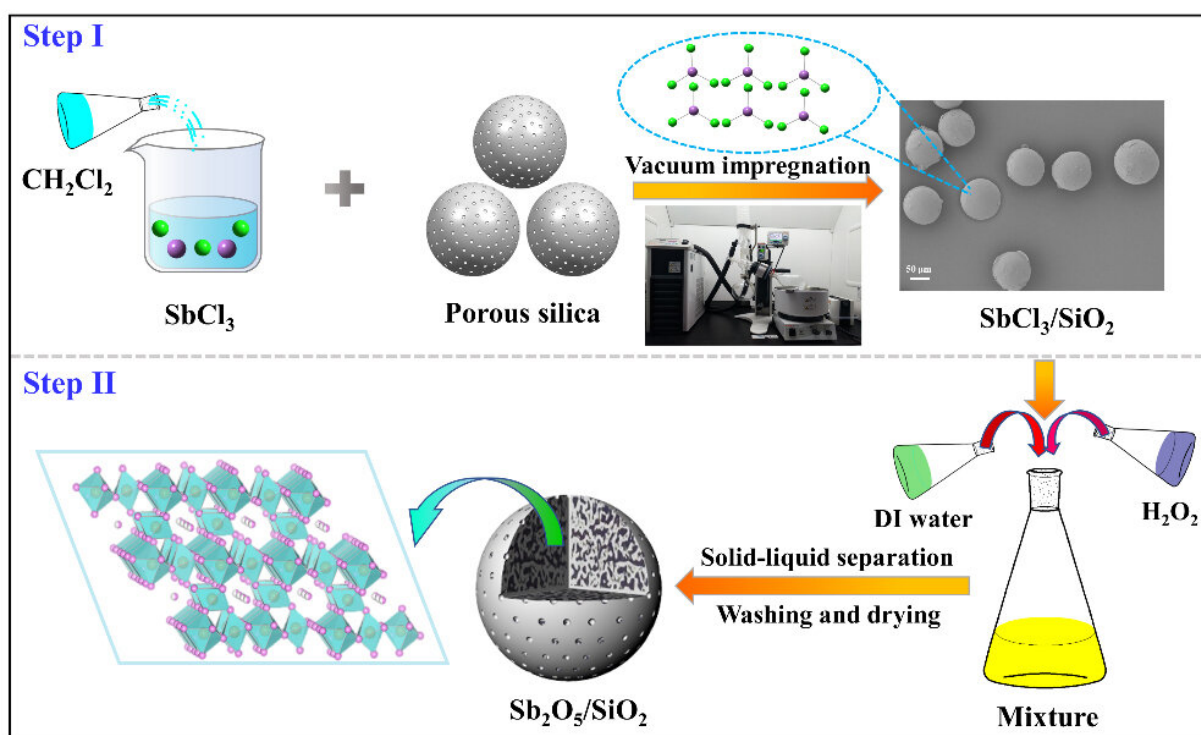 Step I
CH₂Cl₂
SbCl₃
Porous silica
Vacuum impregnation
50 μm
SbCl₃/SiO₂
Step II
DI water
H₂O₂
Solid-liquid separation
Washing and drying
Sb₂O₅/SiO₂
Mixture